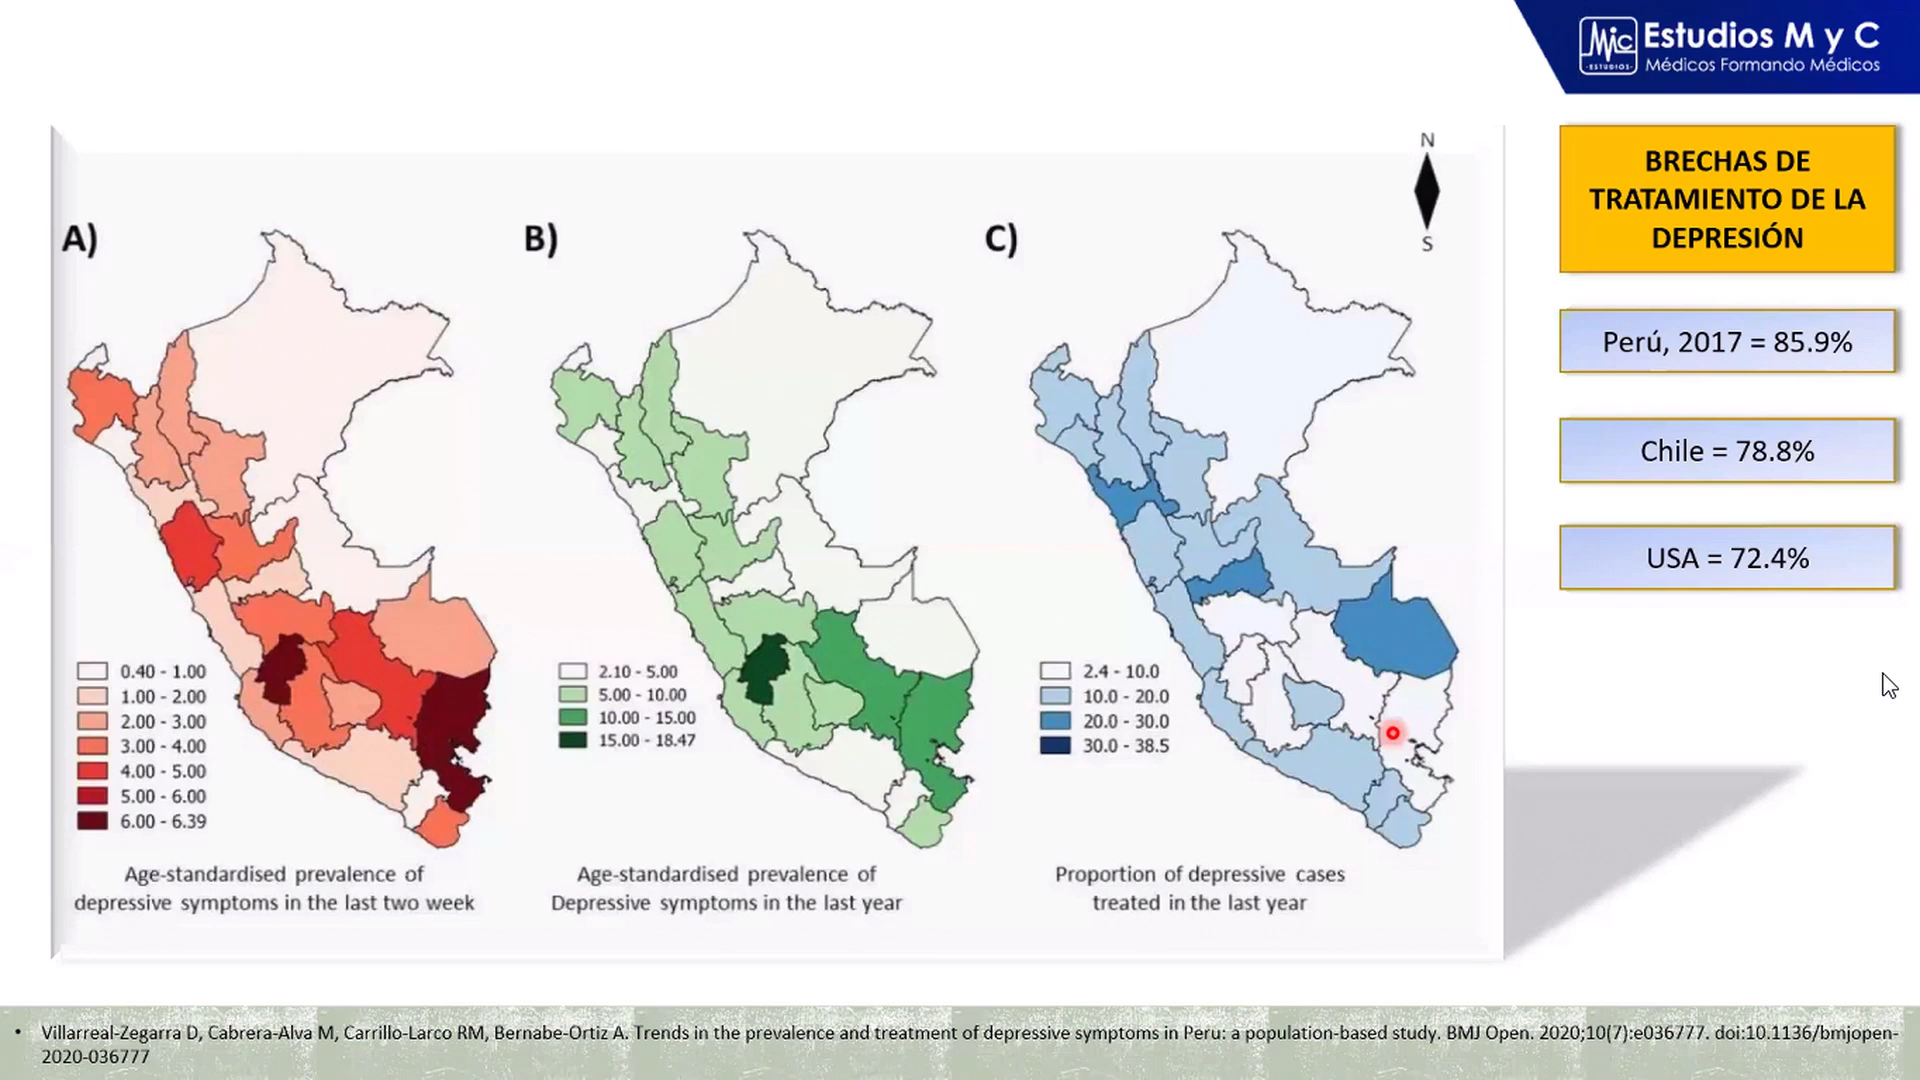 Mic
·ESTUDIOS·
Estudios M y C
Médicos Formando Médicos
BRECHAS DE
TRATAMIENTO DE LA
DEPRESIÓN
Perú, 2017 = 85.9%
Chile = 78.8%
USA = 72.4%
N
S
A)
0.40 - 1.00
1.00 - 2.00
2.00 - 3.00
3.00 - 4.00
4.00 - 5.00
5.00 - 6.00
6.00 - 6.39
Age-standardised prevalence of
depressive symptoms in the last two week
B)
2.10 - 5.00
5.00 - 10.00
10.00 - 15.00
15.00 - 18.47
Age-standardised prevalence of
Depressive symptoms in the last year
C)
2.4 - 10.0
10.0 - 20.0
20.0 - 30.0
30.0 - 38.5
Proportion of depressive cases
treated in the last year
• Villarreal-Zegarra D, Cabrera-Alva M, Carrillo-Larco RM, Bernabe-Ortiz A. Trends in the prevalence and treatment of depressive symptoms in Peru: a population-based study. BMJ Open. 2020;10(7):e036777. doi:10.1136/bmjopen-
2020-036777